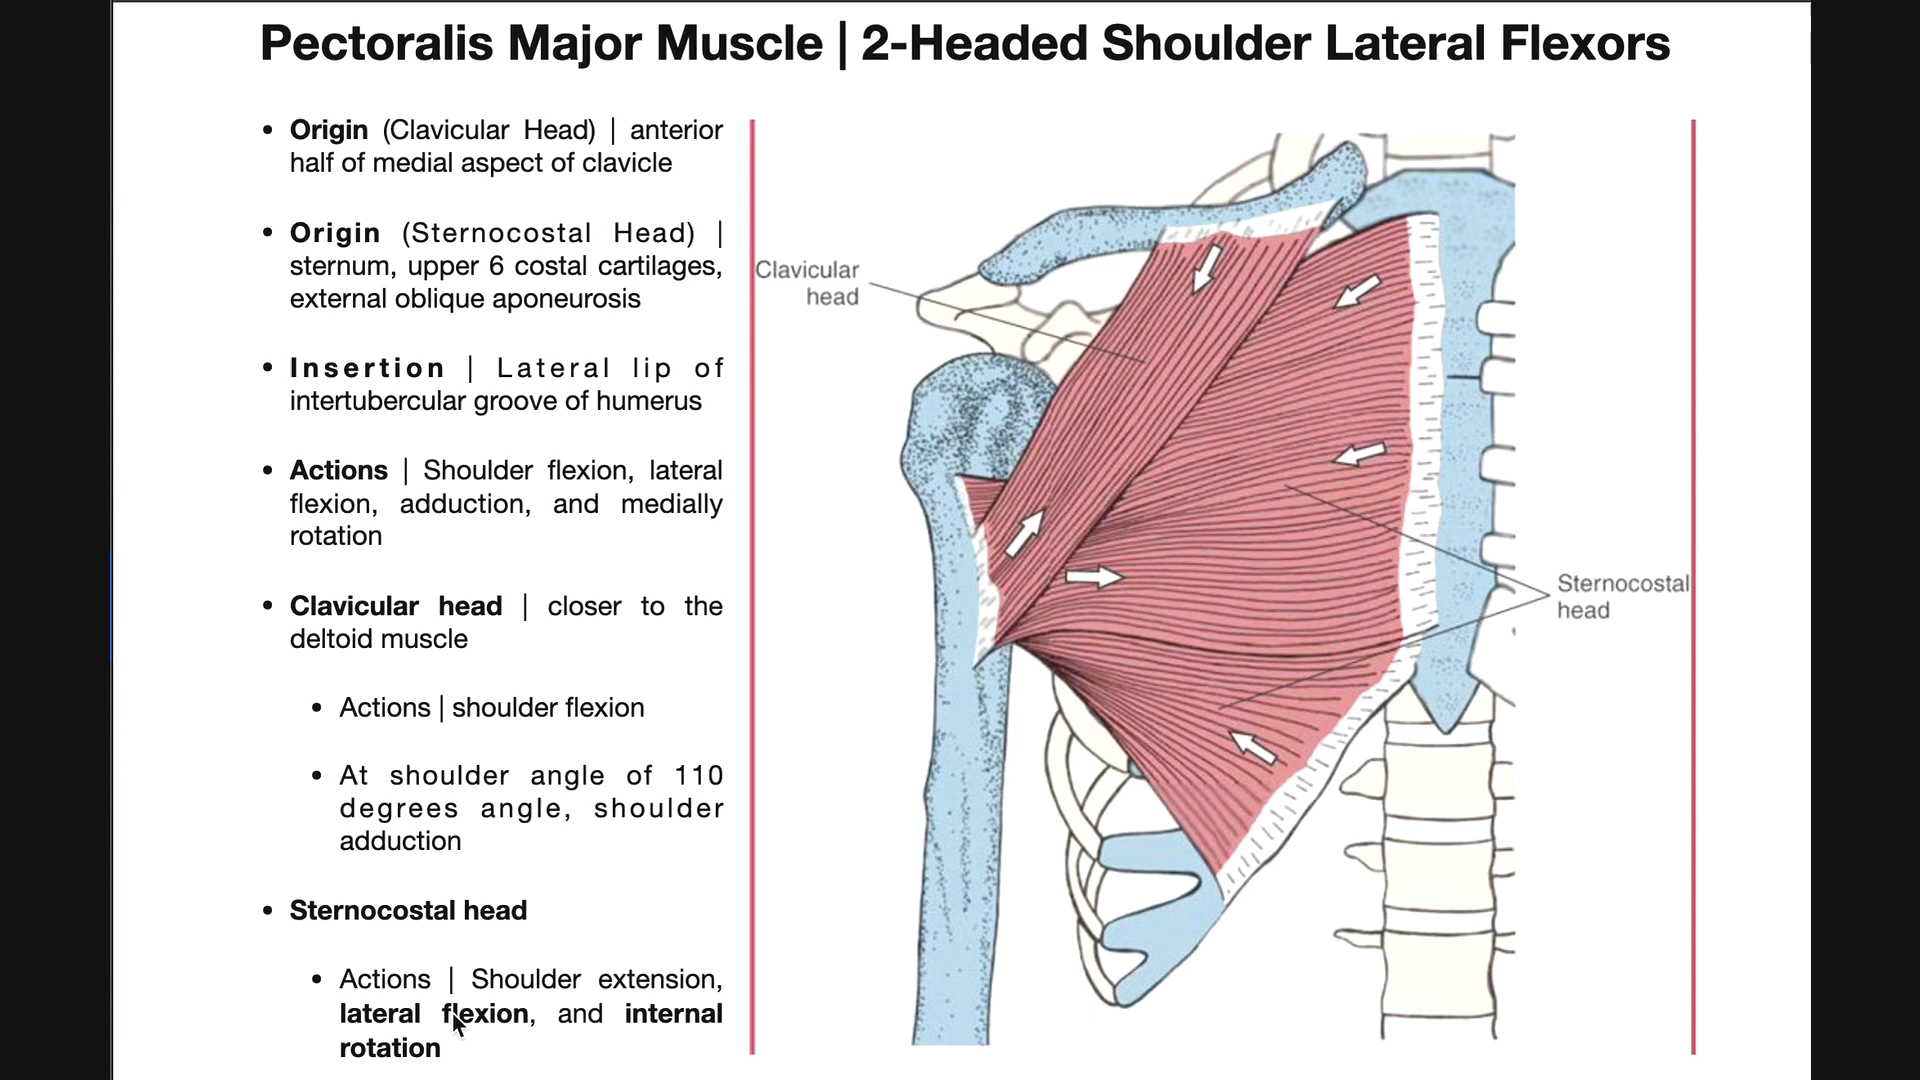 Pectoralis Major Muscle | 2-Headed Shoulder Lateral Flexors
• Origin (Clavicular Head) | anterior
half of medial aspect of clavicle
• Origin (Sternocostal Head) |
sternum, upper 6 costal cartilages,
external oblique aponeurosis
• Insertion | Lateral lip of
intertubercular groove of humerus
• Actions | Shoulder flexion, lateral
flexion, adduction, and medially
rotation
• Clavicular head | closer to the
deltoid muscle
• Actions | shoulder flexion
• At shoulder angle of 110
degrees angle, shoulder
adduction
• Sternocostal head
• Actions | Shoulder extension,
lateral flexion, and internal
rotation
Clavicular
head
Sternocostal
head